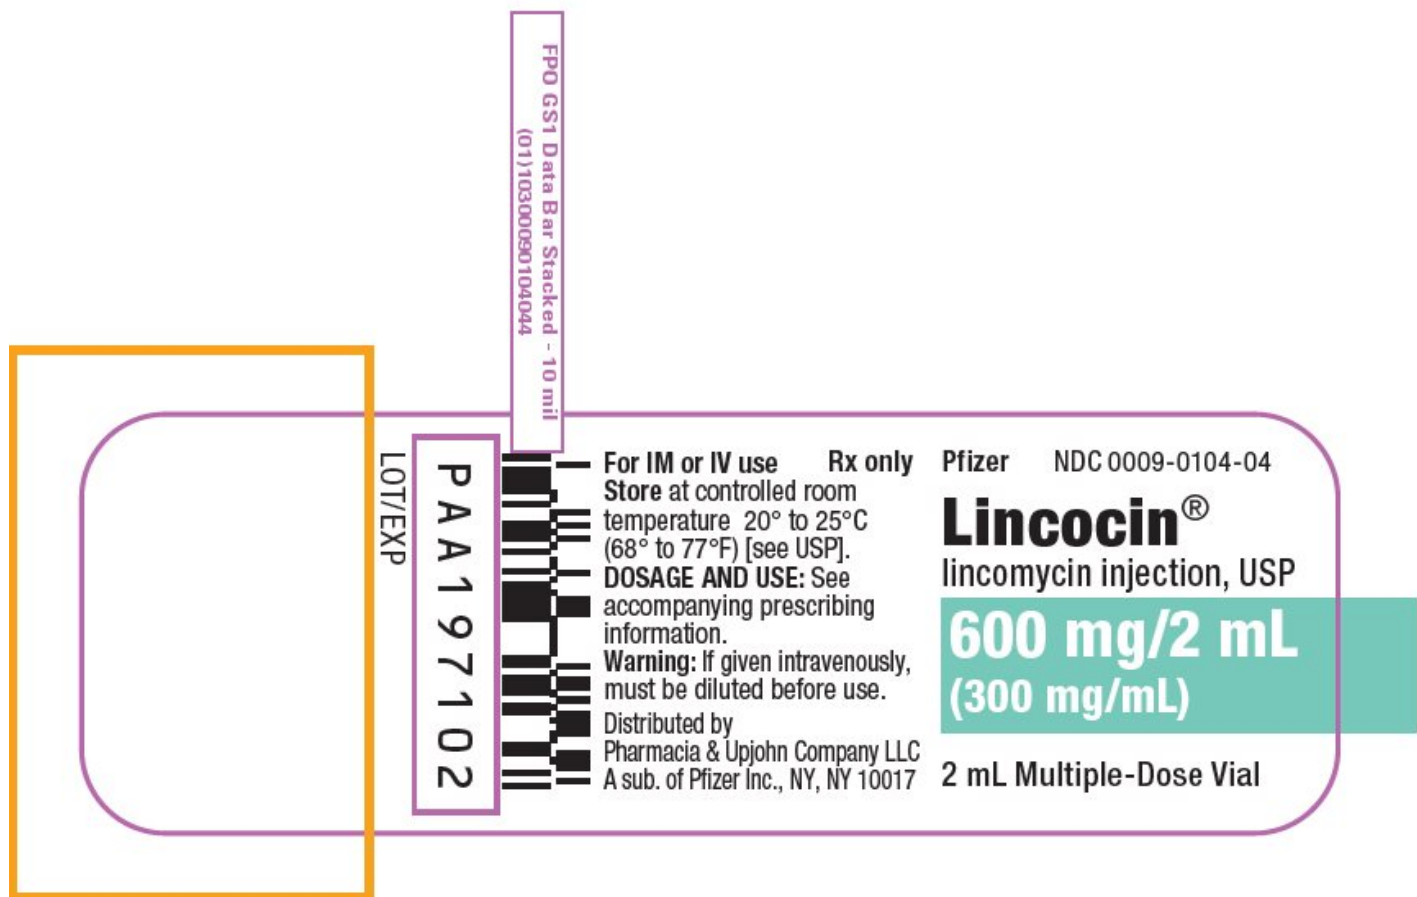 FPO GS1 Data Bar Stacked - 10 mil
(01)10300090104044
LOT/EXP
PAA197102
For IM or IV use Rx only
Store at controlled room
temperature 20° to 25°C
(68° to 77°F) [see USP].
DOSAGE AND USE: See
accompanying prescribing
information.
Warning: If given intravenously,
must be diluted before use.
Distributed by
Pharmacia & Upjohn Company LLC
A sub. of Pfizer Inc., NY, NY 10017
Pfizer NDC 0009-0104-04
Lincocin®
lincomycin injection, USP
600 mg/2 mL
(300 mg/mL)
2 mL Multiple-Dose Vial